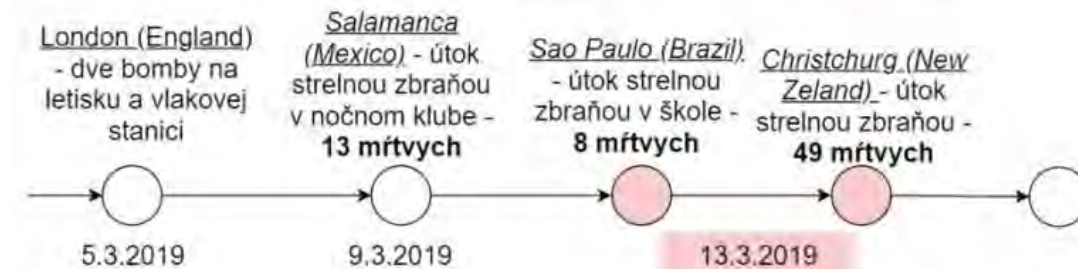 London (England)
- dve bomby na
letisku a vlakovej
stanici
Salamanca
(Mexico) - útok
strelnou zbraňou
v nočnom klube -
13 mŕtvych
Sao Paulo (Brazil)
- útok strelnou
zbraňou v škole -
8 mŕtvych
Christchurg (New
Zeland) - útok
strelnou zbraňou -
49 mŕtvych
5.3.2019
9.3.2019
13.3.2019